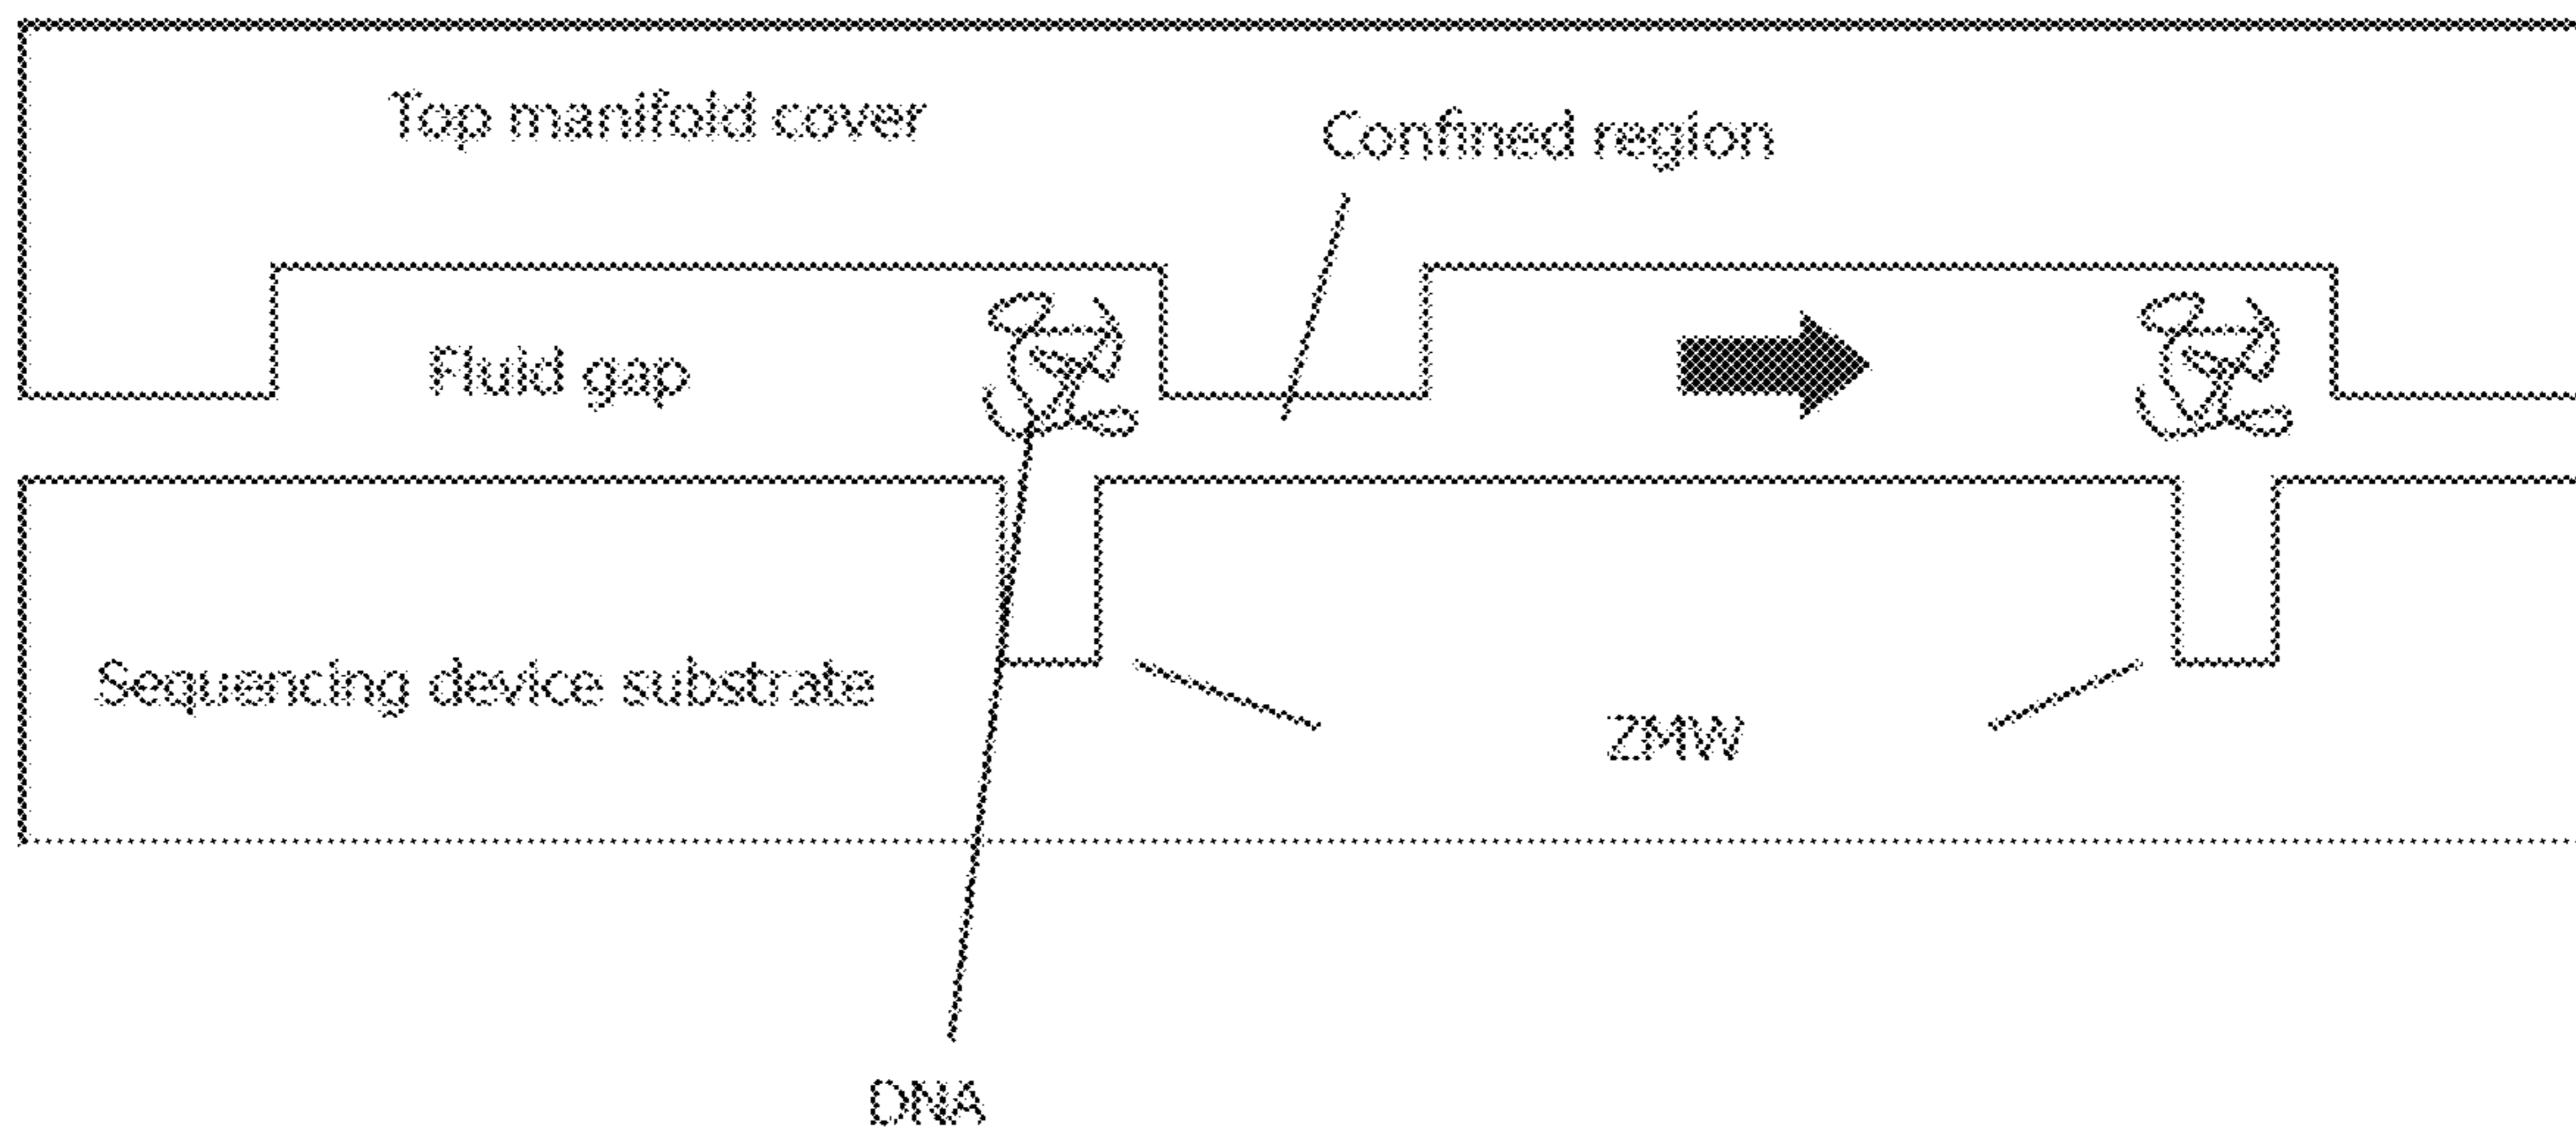 Top manifold cover
Confined region
Fluid gap
Sequencing device substrate
ZMW
DNA